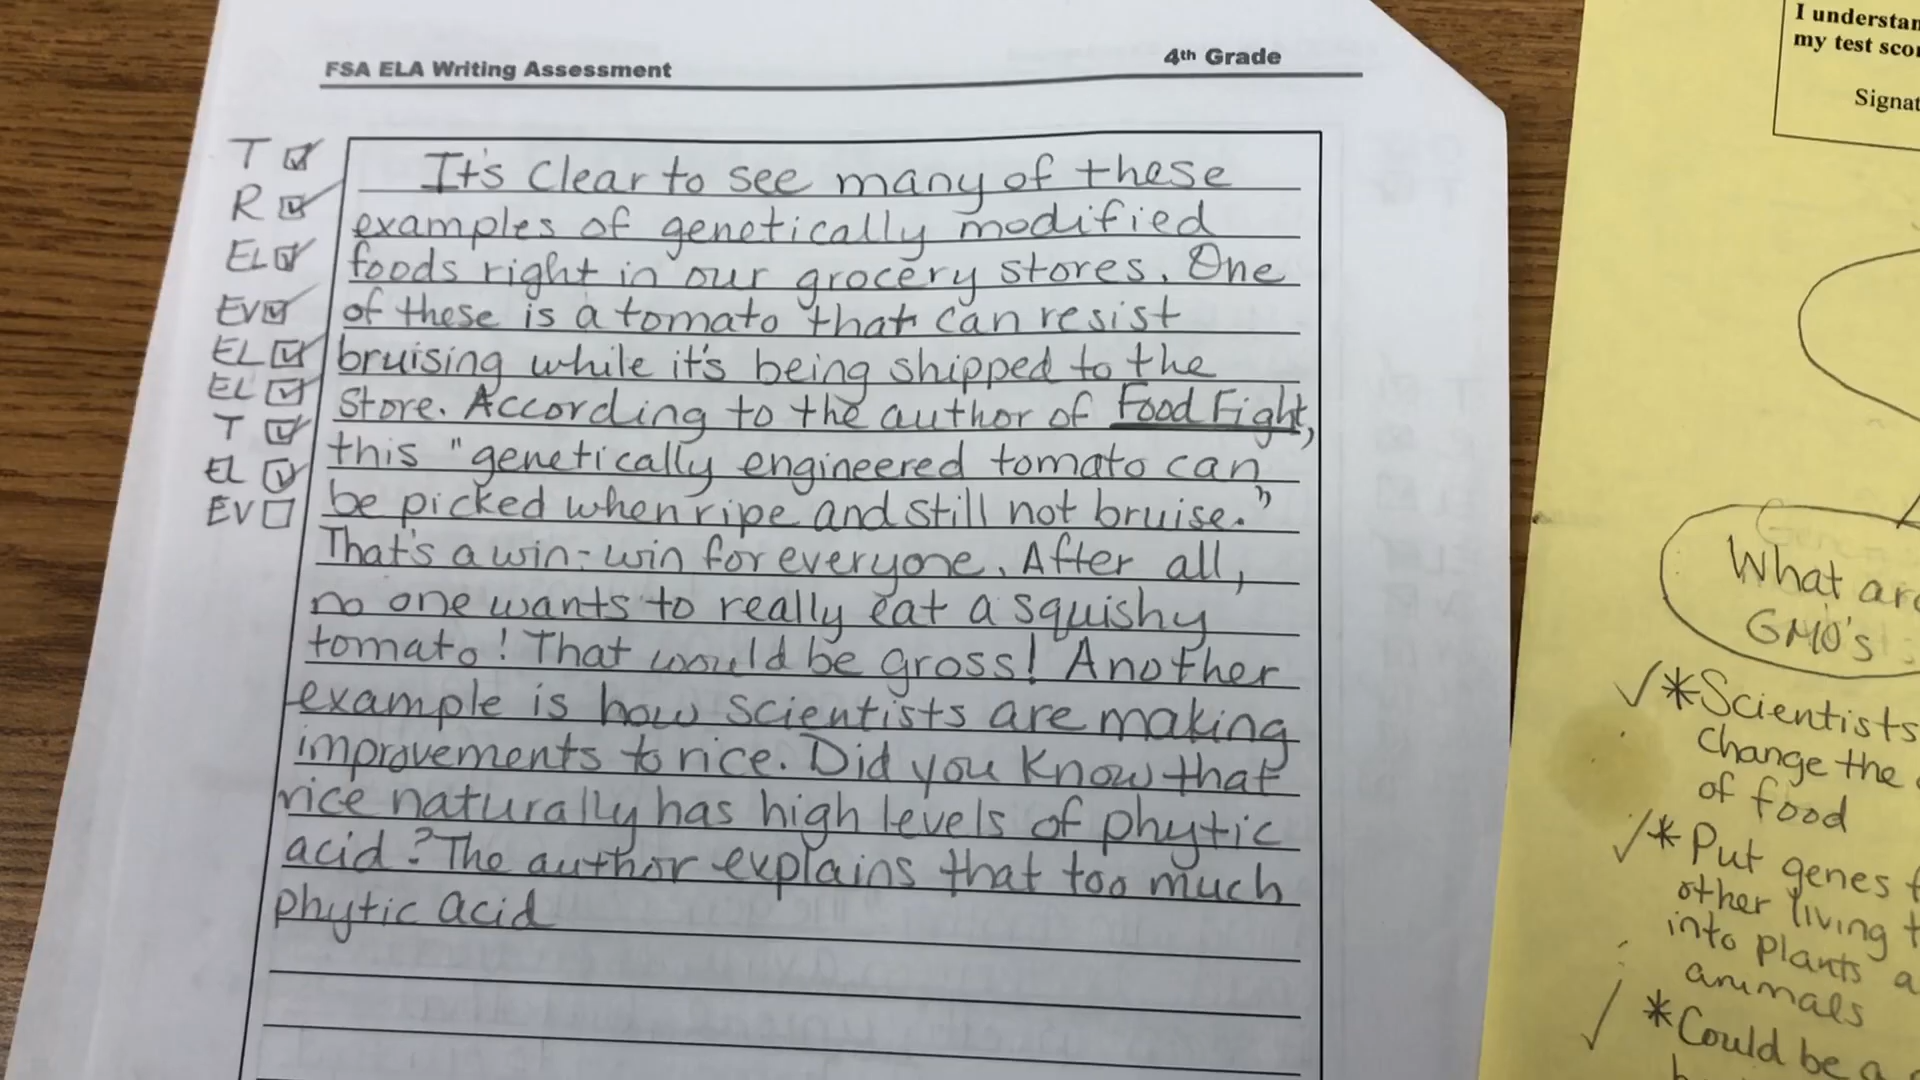 FSA ELA Writing Assessment
4th Grade
T
R
EL
EV
EL
EL
T
EL
EV
It's clear to see many of these
examples of genetically modified
foods right in our grocery stores. One
of these is a tomato that can resist
bruising while it's being shipped to the
store. According to the author of Food Fight,
this "genetically engineered tomato can
be picked when ripe and still not bruise."
That's a win-win for everyone. After all,
no one wants to really eat a squishy
tomato! That would be gross! Another
example is how scientists are making
improvements to rice. Did you know that
rice naturally has high levels of phytic
acid? The author explains that too much
phytic acid
my test
What
GMO's
*Scientists
change the
of food
*Put genes
other living
into plants
animals
*Could be a